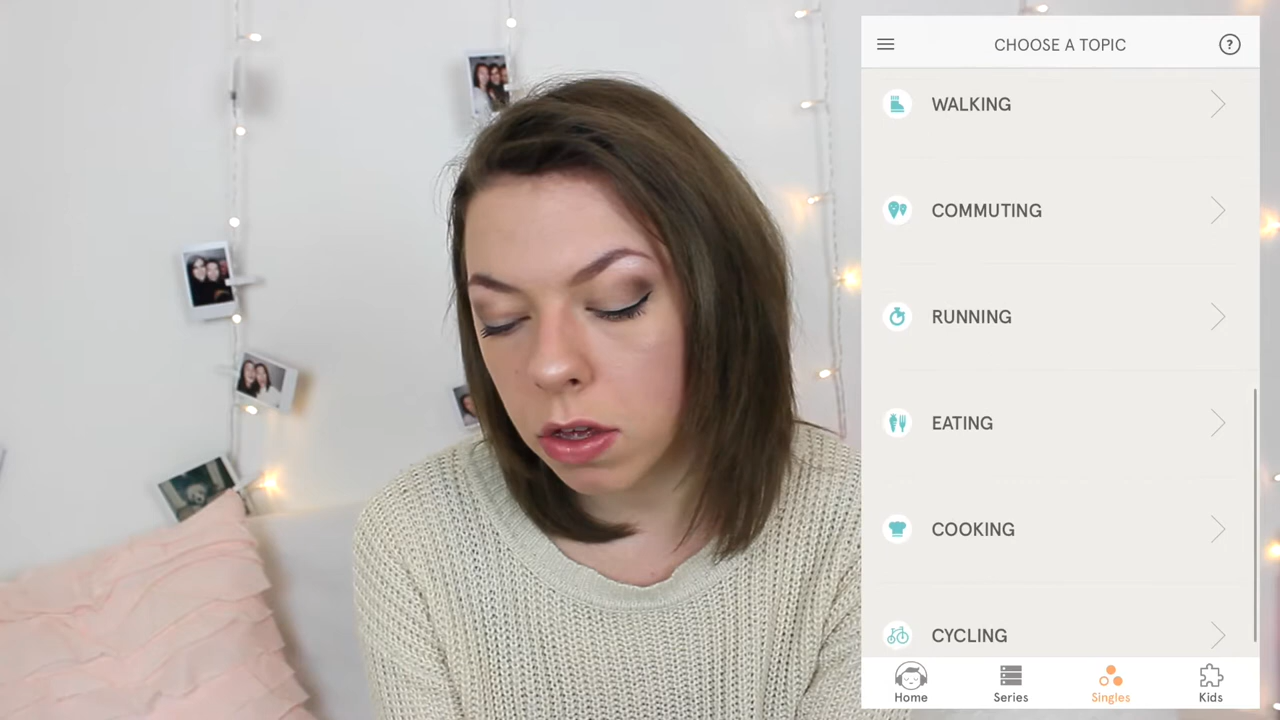 CHOOSE A TOPIC
?
WALKING
COMMUTING
RUNNING
EATING
COOKING
CYCLING
Home
Series
Singles
Kids